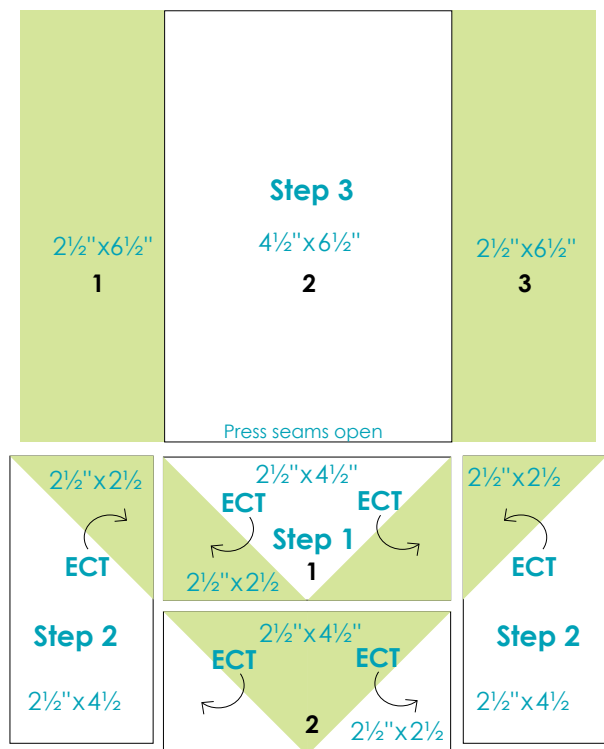 Step 3
2½"x6½"
4½"x6½"
2½"x6½"
1
2
3
Press seams open
2½"x2½
2½"x4½"
2½"x2½
ECT
ECT
Step 1
ECT
ECT
1
2½"x2½
Step 2
2½"x4½"
Step 2
ECT
ECT
2½"x4½
2½"x4½
2
2½"x2½